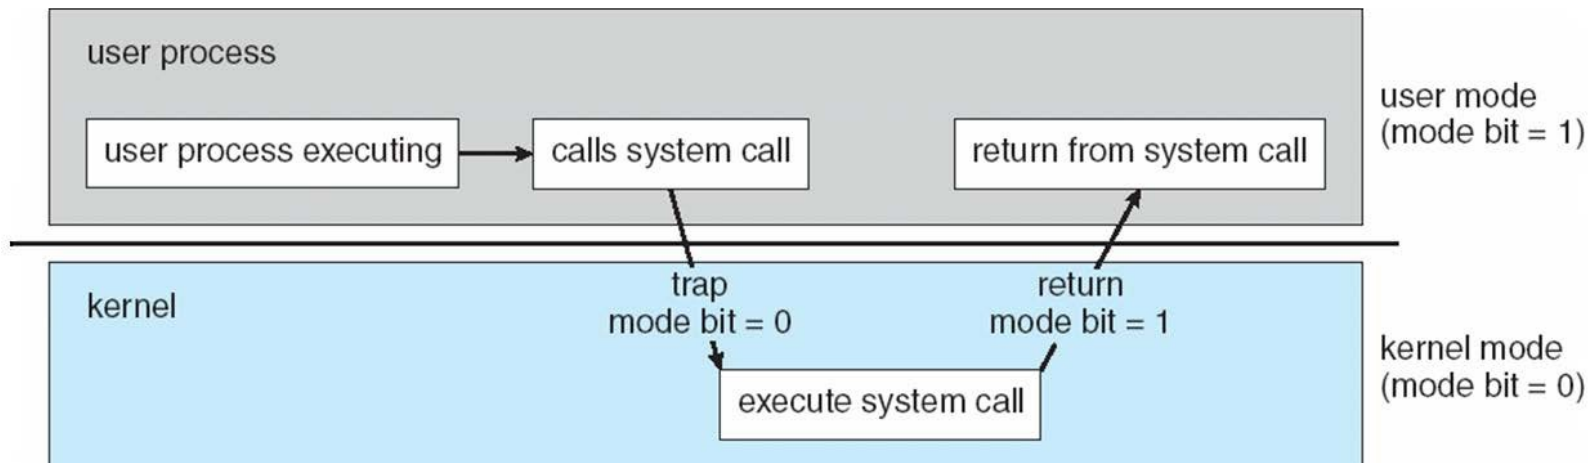 user process
user process executing
calls system call
return from system call
user mode
(mode bit = 1)
kernel
trap
mode bit = 0
return
mode bit = 1
execute system call
kernel mode
(mode bit = 0)